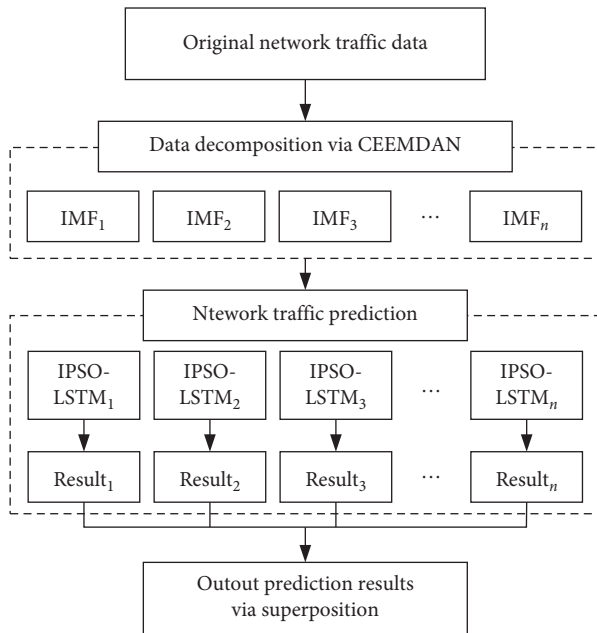 Original network traffic data
Data decomposition via CEEMDAN
IMF₁ IMF₂ IMF₃ ⋯ IMFₙ
Ntework traffic prediction
IPSO- IPSO- IPSO- IPSO-
LSTM₁ LSTM₂ LSTM₃ ⋯ LSTMₙ
Result₁ Result₂ Result₃ ⋯ Resultₙ
Outout prediction results
via superposition